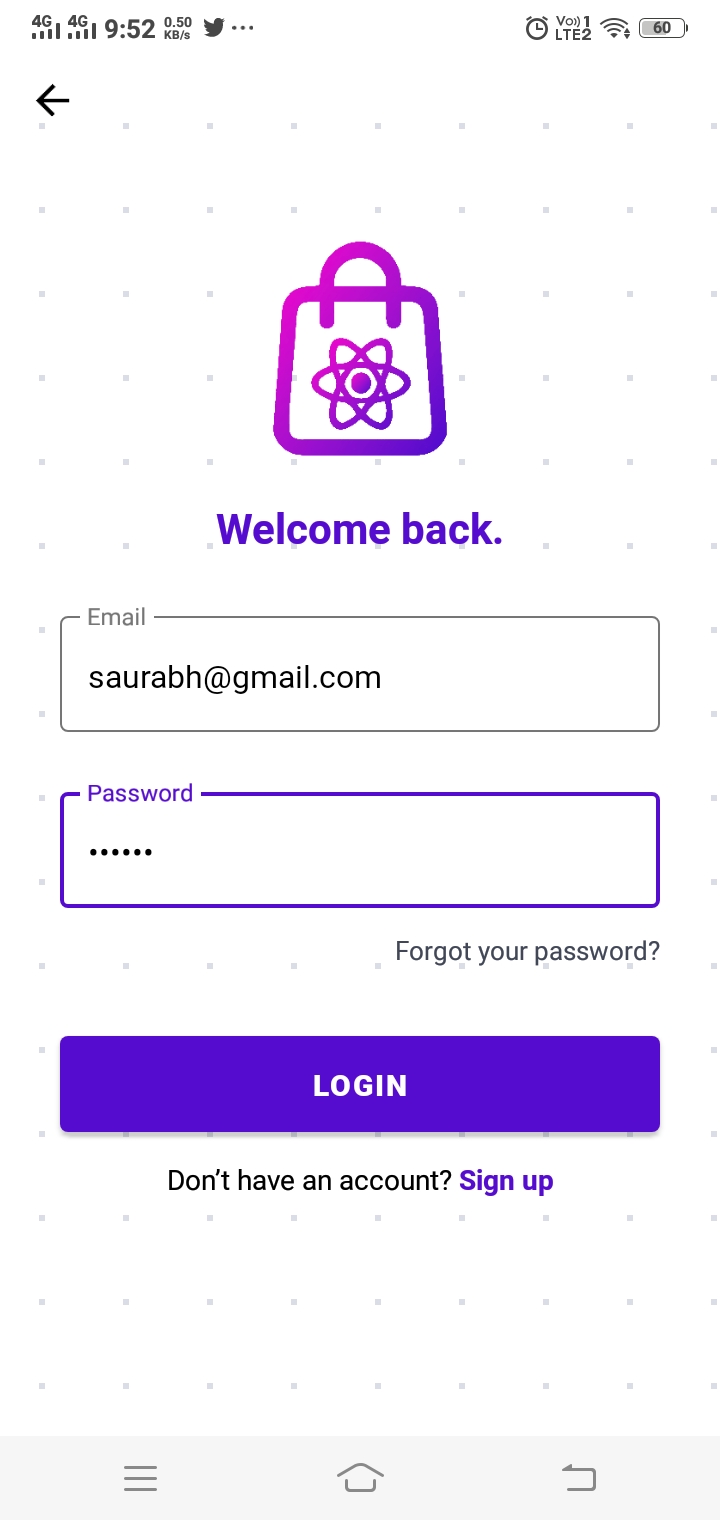 4G 4G 9:52 0.50 KB/s ... Vo)) 1 LTE2 60
Welcome back.
Email
saurabh@gmail.com
Password
••••••
Forgot your password?
LOGIN
Don’t have an account? Sign up